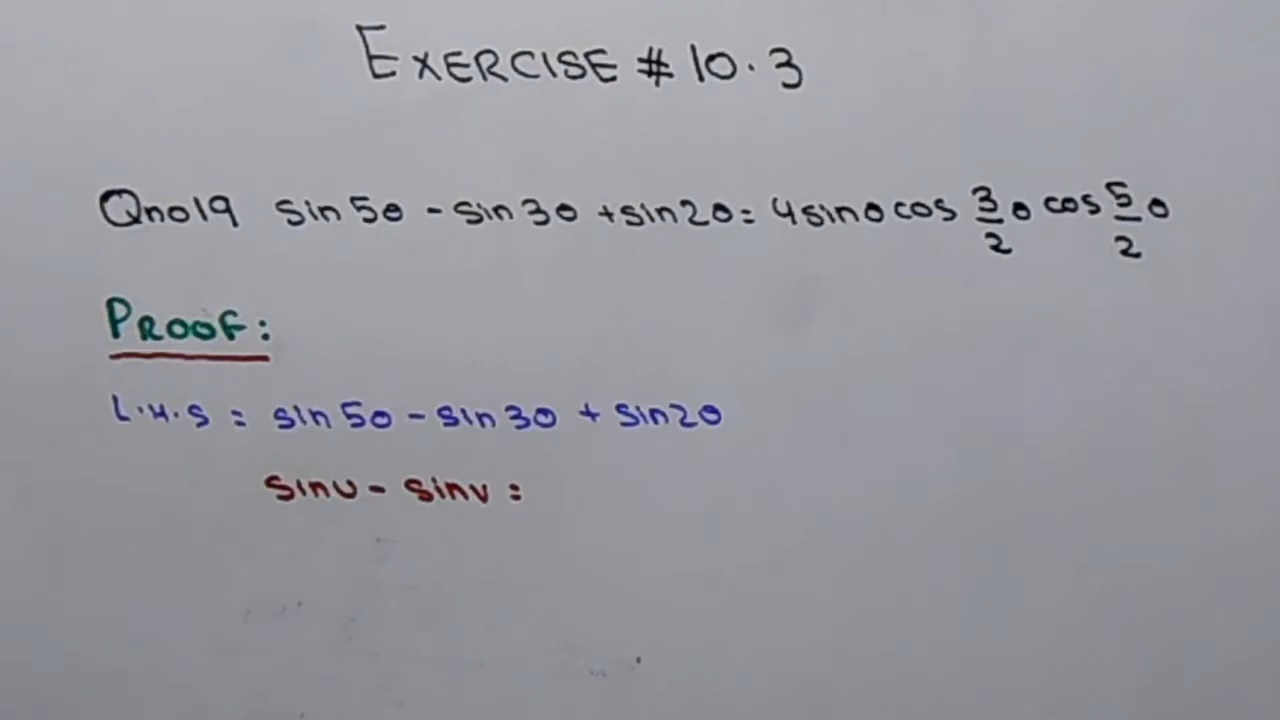 EXERCISE # 10.3
Qno19 sin5θ - sin3θ + sin2θ = 4sinθ cos 3/2 θ cos 5/2 θ
PROOF:
L.H.S = sin5θ - sin3θ + sin2θ
sinU - sinV =